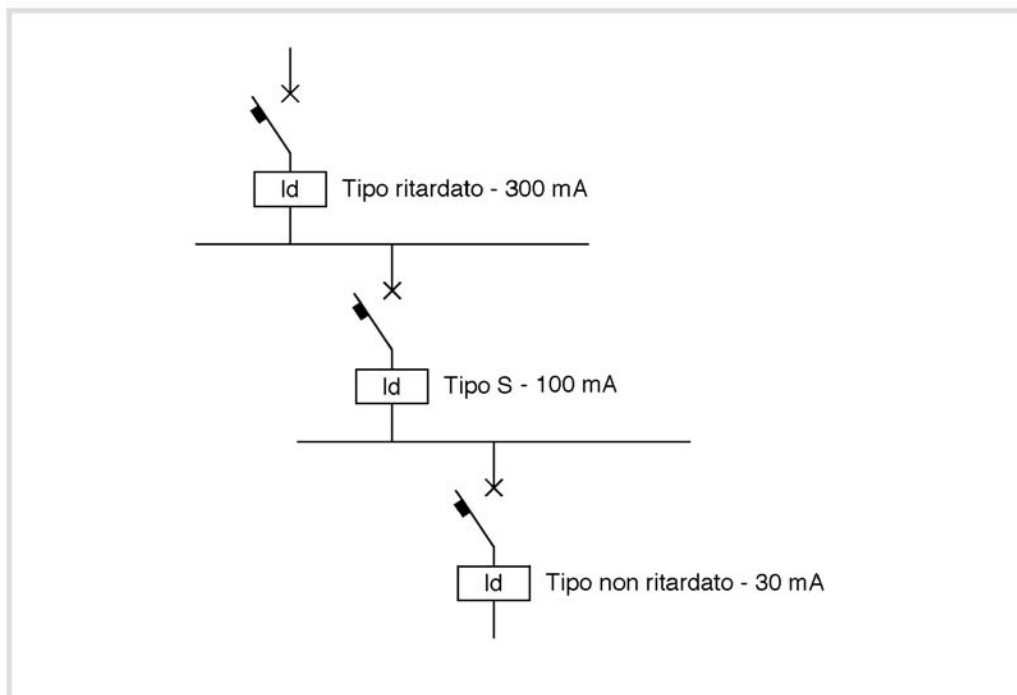 Id Tipo ritardato - 300 mA
Id Tipo S - 100 mA
Id Tipo non ritardato - 30 mA